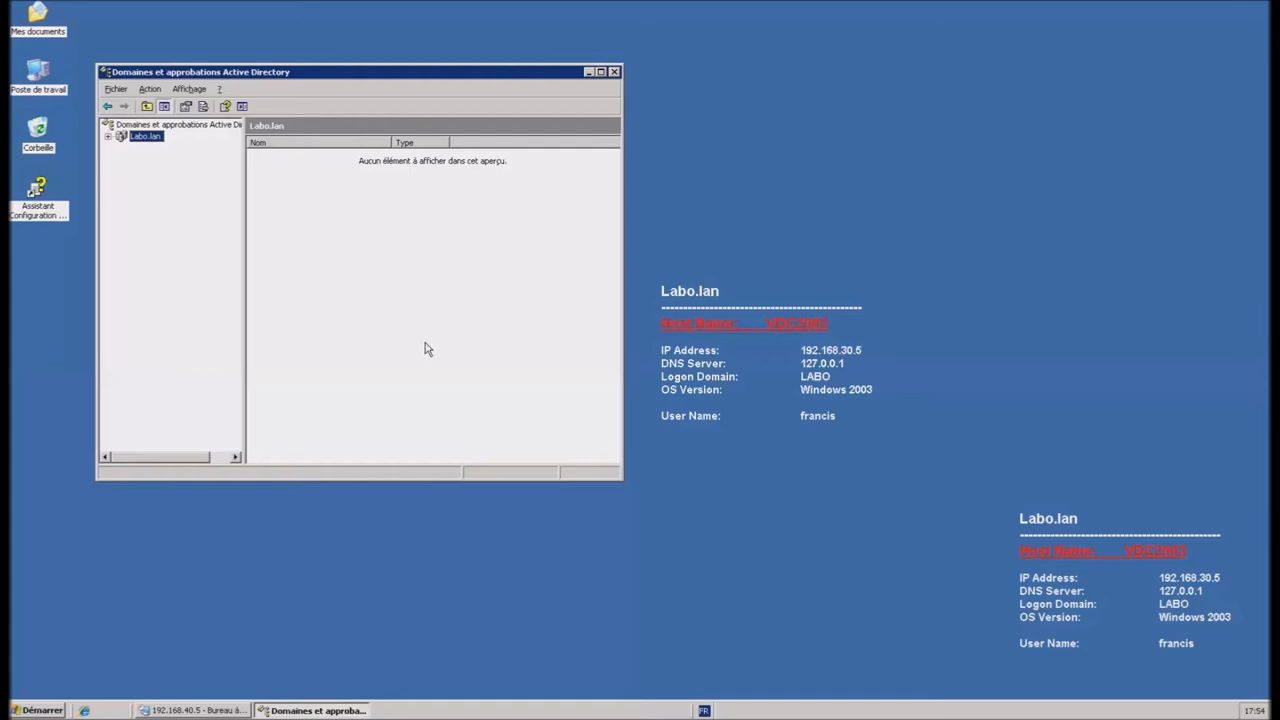 Mes documents
Poste de travail
Corbeille
Assistant
Configuration ...
Domaines et approbations Active Directory
Fichier Action Affichage ?
Domaines et approbations Active Di
Labo.lan
Labo.lan
Nom Type
Aucun élément à afficher dans cet aperçu.
Labo.lan
----------------------------------------------
Host Name: VDC2003
IP Address: 192.168.30.5
DNS Server: 127.0.0.1
Logon Domain: LABO
OS Version: Windows 2003
User Name: francis
Labo.lan
----------------------------------------------
Host Name: VDC2003
IP Address: 192.168.30.5
DNS Server: 127.0.0.1
Logon Domain: LABO
OS Version: Windows 2003
User Name: francis
Démarrer
192.168.40.5 - Bureau à...
Domaines et approba...
FR
17:54